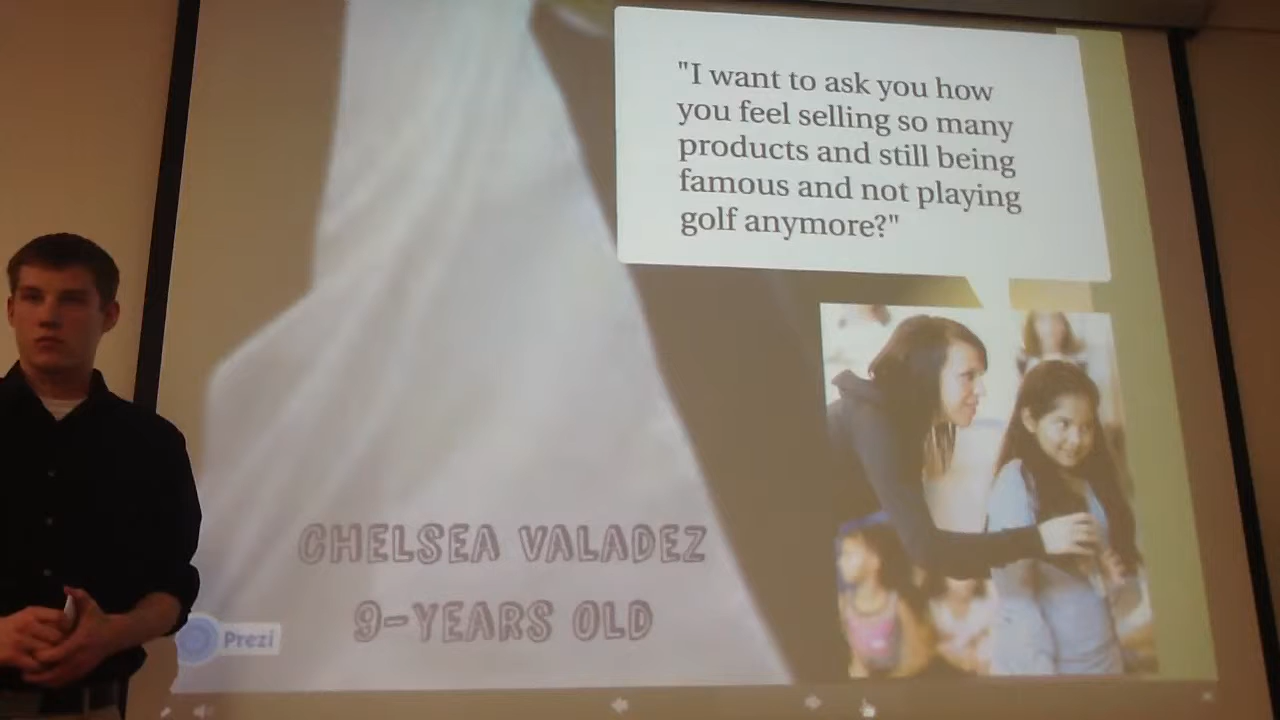 "I want to ask you how
you feel selling so many
products and still being
famous and not playing
golf anymore?"
CHELSEA VALADEZ
9-YEARS OLD
Prezi